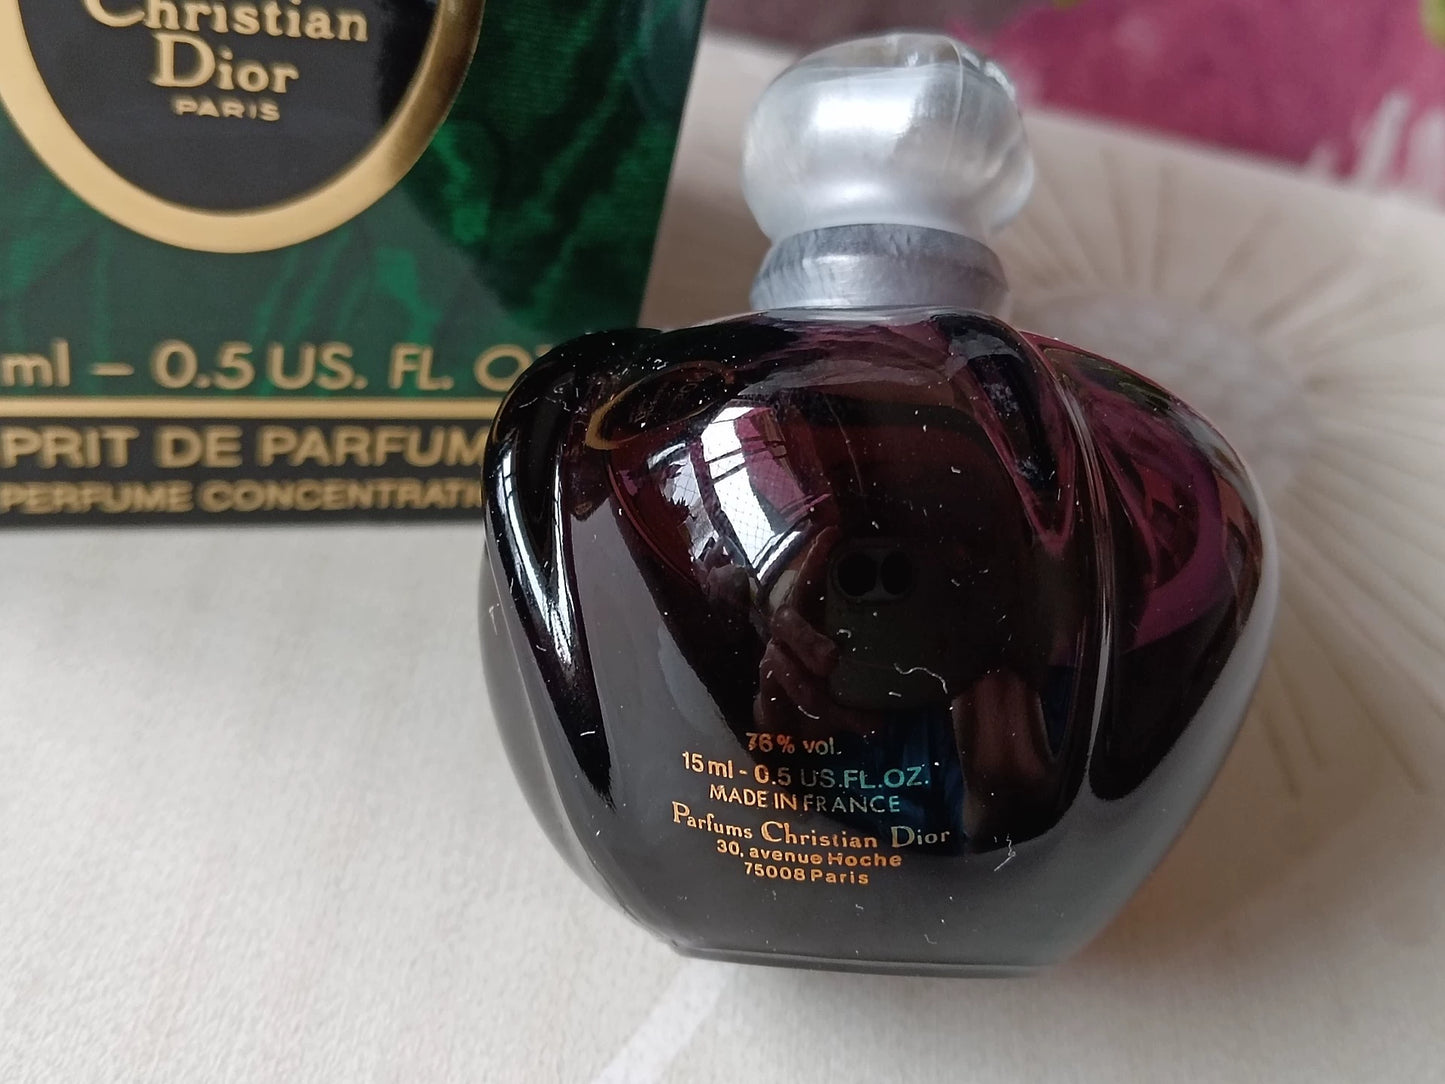 Christian
Dior
PARIS
ml – 0.5 US. FL. O
PRIT DE PARFUM
PERFUME CONCENTRATI
76% vol.
15 ml - 0.5 US.FL.OZ.
MADE IN FRANCE
Parfums Christian Dior
30, avenue Hoche
75008 Paris